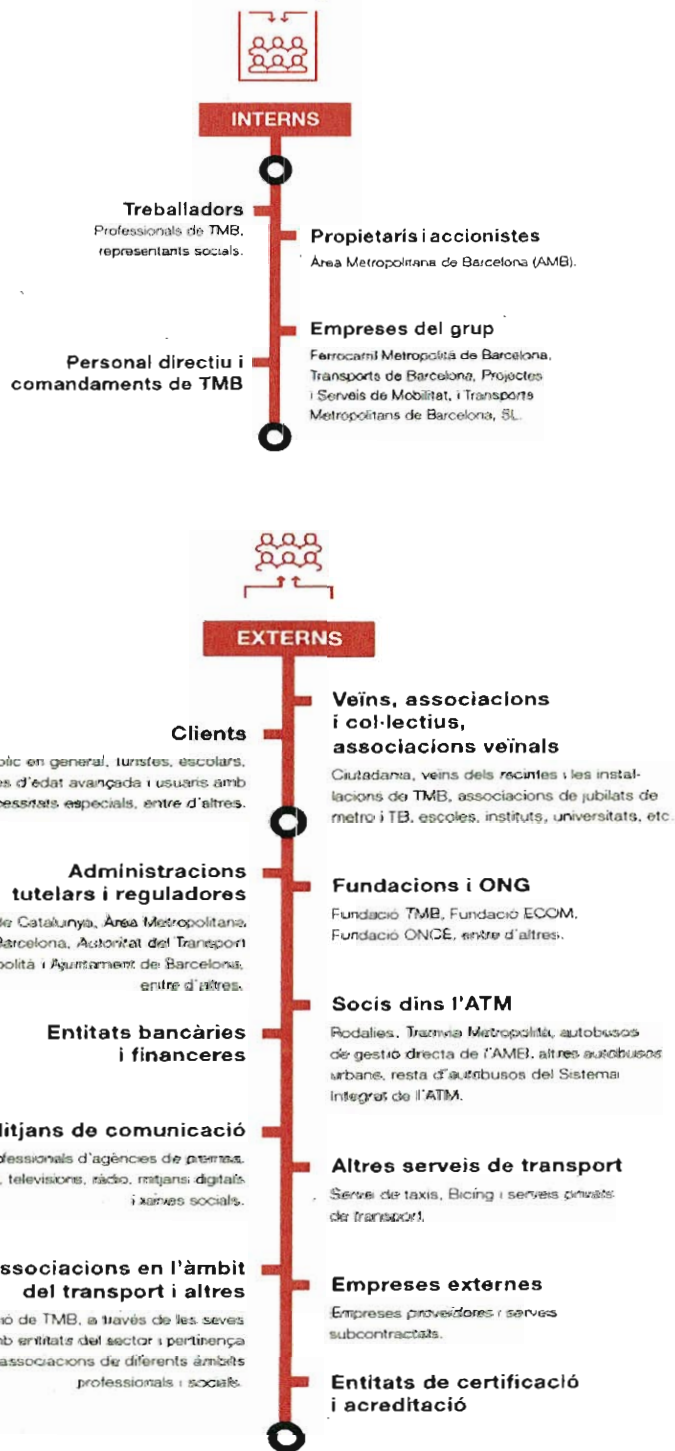 INTERNS
Treballadors
Professionals de TMB,
representants socials.
Propietaris i accionistes
Àrea Metropolitana de Barcelona (AMB).
Empreses del grup
Ferrocarril Metropolità de Barcelona,
Transports de Barcelona, Projectes
i Serveis de Mobilitat, i Transports
Metropolitans de Barcelona, SL.
Personal directiu i
comandaments de TMB
EXTERNS
Veïns, associacions
i col·lectius,
associacions veïnals
Ciutadania, veïns dels recintes i les instal-
lacions de TMB, associacions de jubilats de
metro i TB, escoles, instituts, universitats, etc.
Clients
en general, turistes, escolars,
d'edat avançada i usuaris amb
especials, entre d'altres.
Administracions
tutelars i reguladores
de Catalunya, Àrea Metropolitana,
Barcelona, Autoritat del Transport
i Ajuntament de Barcelona,
entre d'altres.
Fundacions i ONG
Fundació TMB, Fundació ECOM,
Fundació ONCE, entre d'altres.
Socis dins l'ATM
Rodalies, Tramvia Metropolità, autobusos
de gestió directa de l'AMB, altres autobusos
urbans, resta d'autobusos del Sistema
Integrat de l'ATM.
Entitats bancàries
i financeres
itjans de comunicació
d'agències de premsa,
televisions, ràdio, mitjans digitals
i xarxes socials.
Altres serveis de transport
Servei de taxis, Bicing i serveis privats
de transport.
ssociacions en l'àmbit
del transport i altres
de TMB, a través de les seves
entitats del sector i pertinença
associacions de diferents àmbits
professionals i socials.
Empreses externes
Empreses proveïdores i serveis
subcontractats.
Entitats de certificació
i acreditació